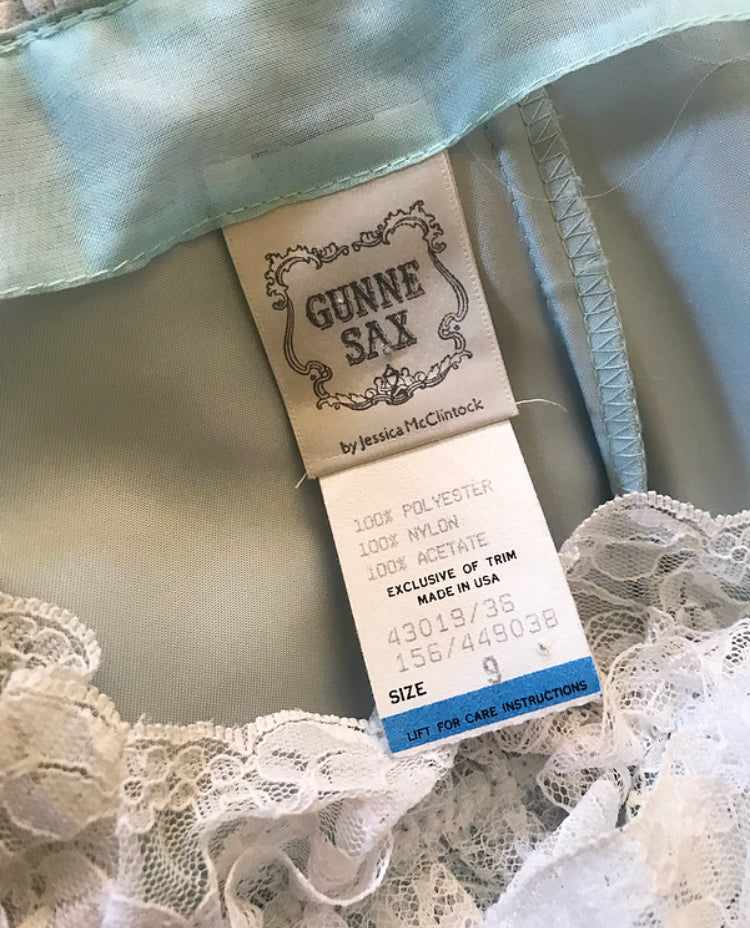 GUNNE
SAX
by Jessica McClintock
100% POLYESTER
100% NYLON
100% ACETATE
EXCLUSIVE OF TRIM
MADE IN USA
43019/36
156/449038
SIZE 9
LIFT FOR CARE INSTRUCTIONS